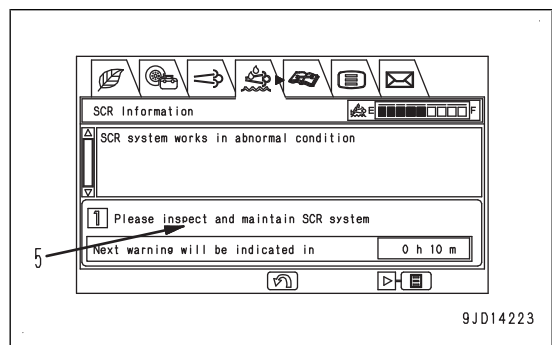 SCR Information
E F
SCR system works in abnormal condition
1 Please inspect and maintain SCR system
5
Next warning will be indicated in 0 h 10 m
9JD14223